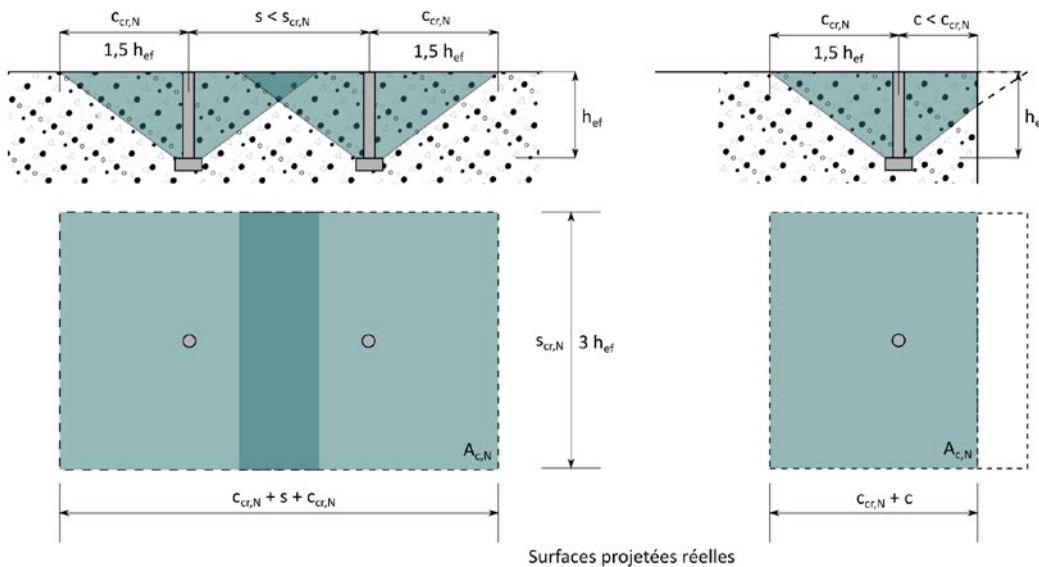 c_cr,N
s < s_cr,N
c_cr,N
1,5 h_ef
1,5 h_ef
h_ef
c_cr,N
c < c_cr,N
1,5 h_ef
h_e
s_cr,N
3 h_ef
A_c,N
A_c,N
c_cr,N + s + c_cr,N
c_cr,N + c
Surfaces projetées réelles